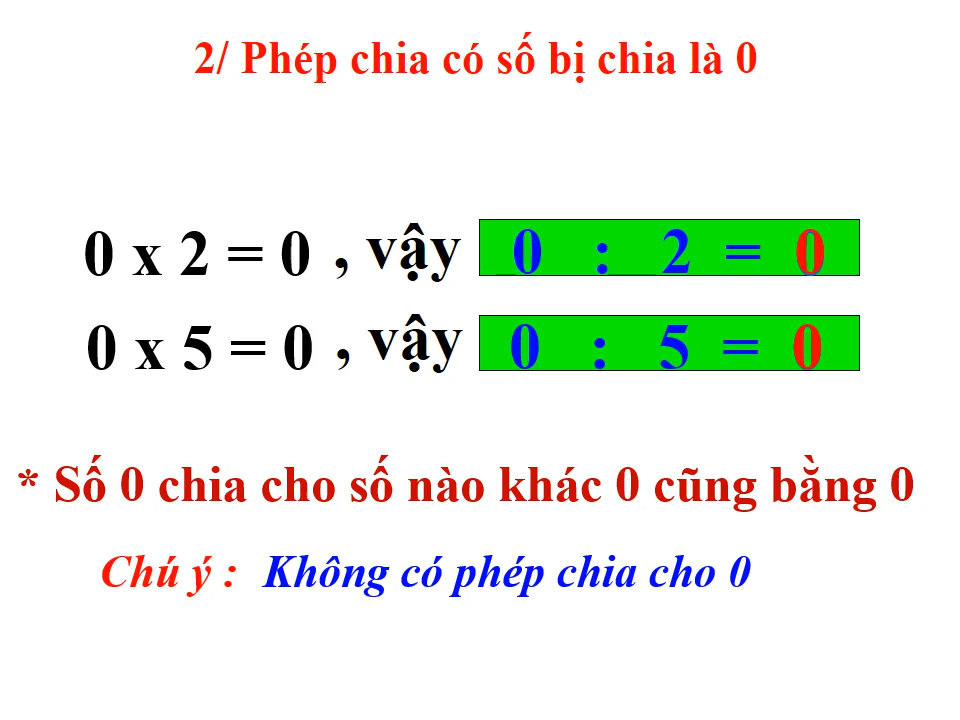 2/ Phép chia có số bị chia là 0
0 x 2 = 0 , vậy 0 : 2 = 0
0 x 5 = 0 , vậy 0 : 5 = 0
* Số 0 chia cho số nào khác 0 cũng bằng 0
Chú ý : Không có phép chia cho 0